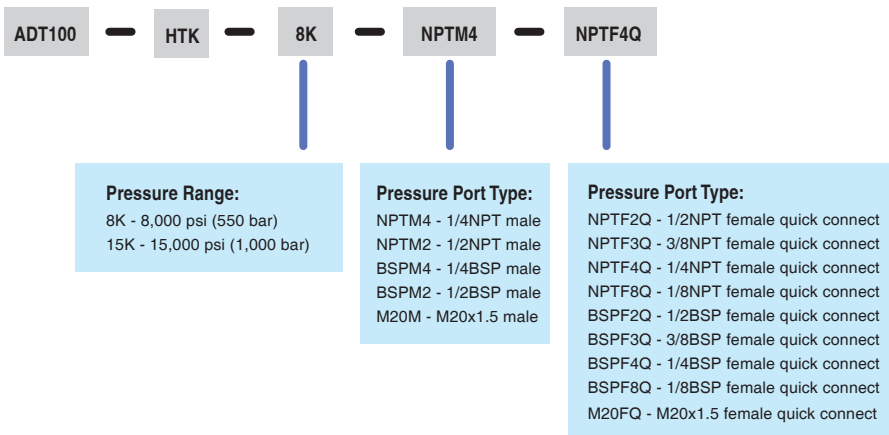 ADT100 HTK 8K NPTM4 NPTF4Q
Pressure Range:
8K - 8,000 psi (550 bar)
15K - 15,000 psi (1,000 bar)
Pressure Port Type:
NPTM4 - 1/4NPT male
NPTM2 - 1/2NPT male
BSPM4 - 1/4BSP male
BSPM2 - 1/2BSP male
M20M - M20x1.5 male
Pressure Port Type:
NPTF2Q - 1/2NPT female quick connect
NPTF3Q - 3/8NPT female quick connect
NPTF4Q - 1/4NPT female quick connect
NPTF8Q - 1/8NPT female quick connect
BSPF2Q - 1/2BSP female quick connect
BSPF3Q - 3/8BSP female quick connect
BSPF4Q - 1/4BSP female quick connect
BSPF8Q - 1/8BSP female quick connect
M20FQ - M20x1.5 female quick connect